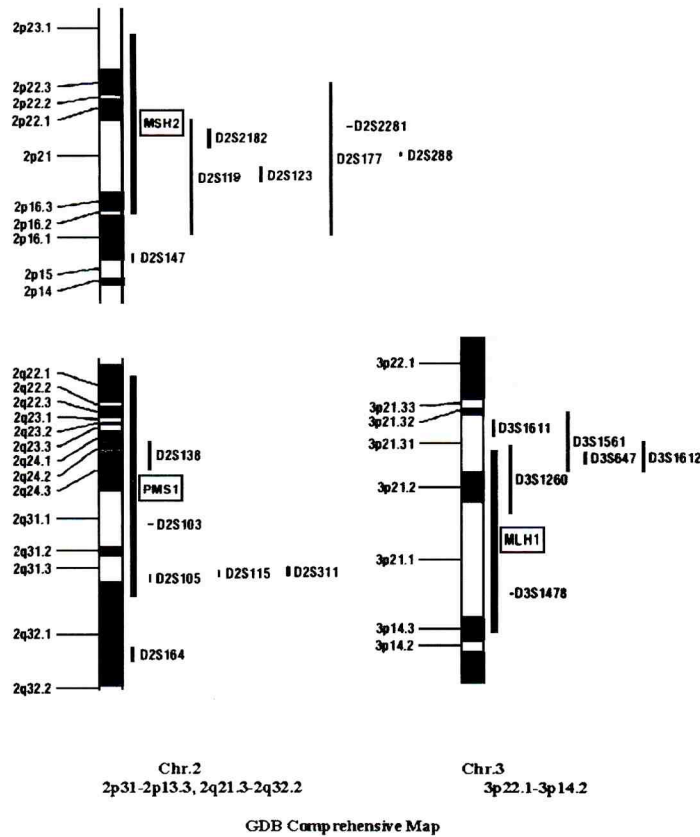 2p23.1
2p22.3
2p22.2
2p22.1
MSH2
D2S2281
D2S2182
2p21
D2S177
D2S288
D2S119
D2S123
2p16.3
2p16.2
2p16.1
D2S147
2p15
2p14
2q22.1
2q22.2
2q22.3
2q23.1
2q23.2
2q23.3
2q24.1
2q24.2
2q24.3
D2S138
PMS1
2q31.1
D2S103
2q31.2
2q31.3
D2S105
D2S115
D2S311
2q32.1
D2S164
2q32.2
3p22.1
3p21.33
3p21.32
3p21.31
D3S1611
D3S1561
D3S647
D3S1612
D3S1260
3p21.2
MLH1
3p21.1
D3S1478
3p14.3
3p14.2
Chr.2
2p31-2p13.3, 2q21.3-2q32.2
Chr.3
3p22.1-3p14.2
GDB Comprehensive Map